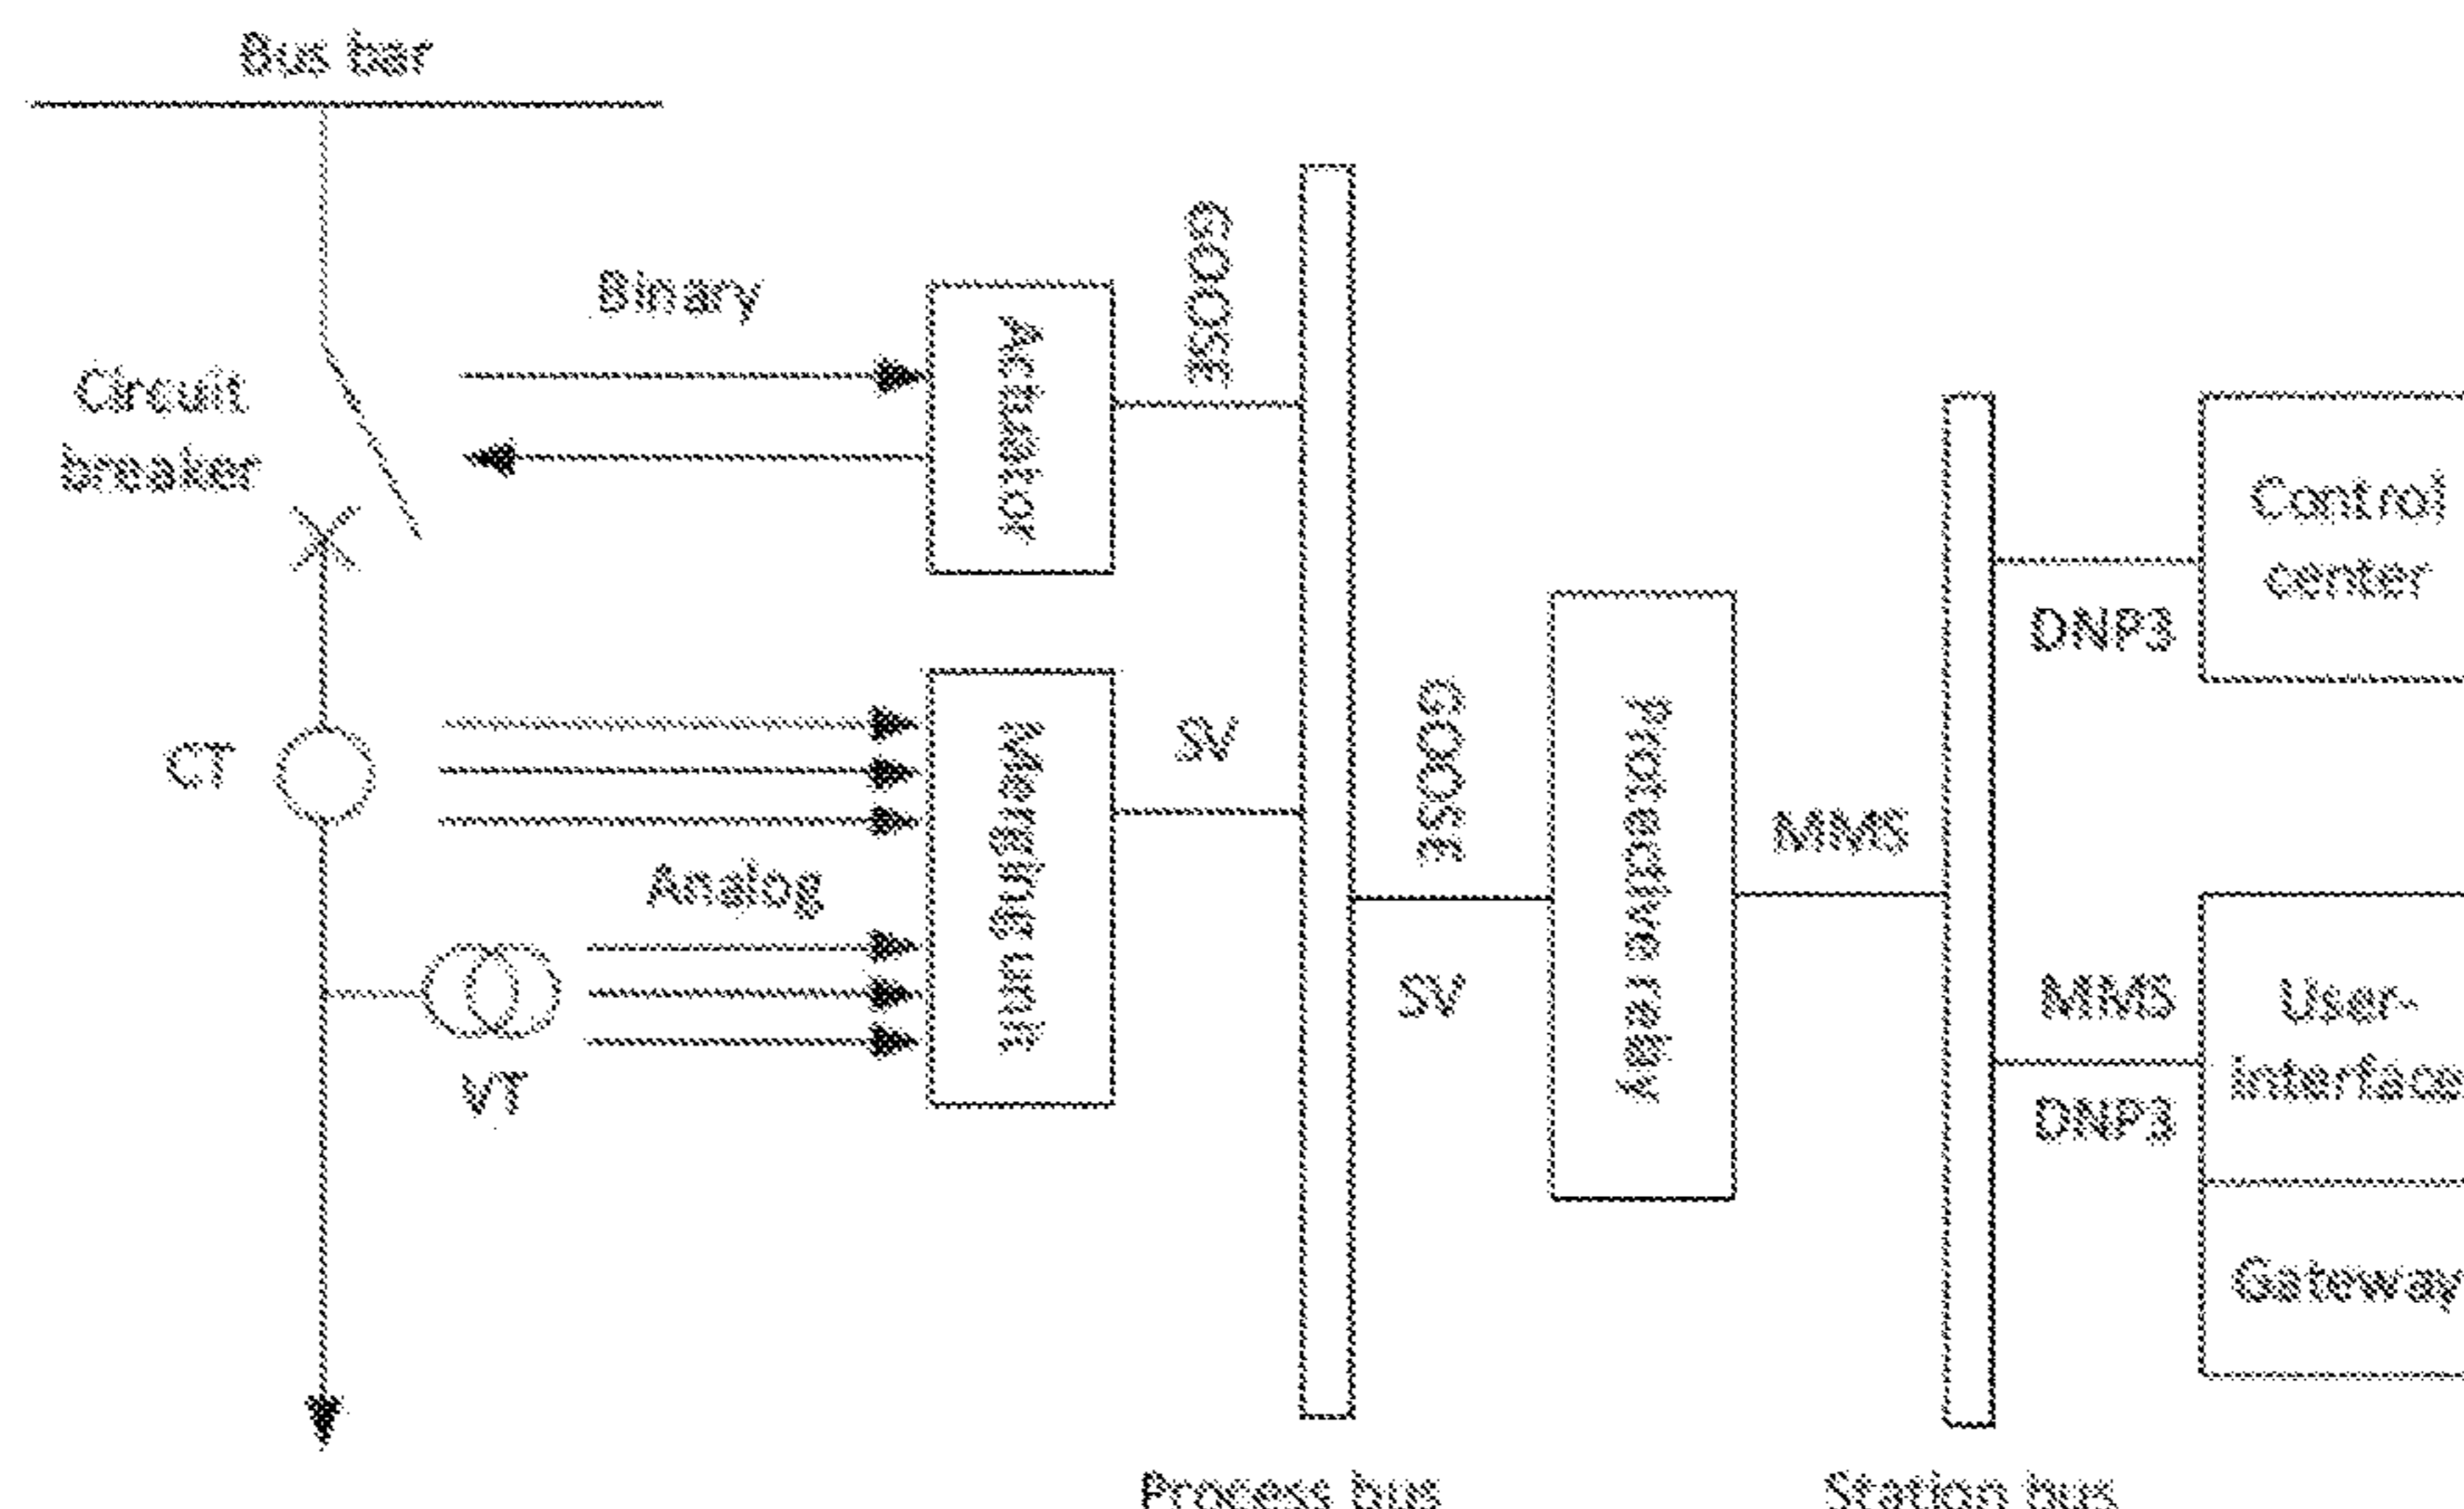 Bus bar
Circuit
breaker
Binary
Actuator
GOOSE
CT
Analog
VT
Merging unit
SV
Process bus
GOOSE
SV
Protective relay
MMS
Station bus
DNP3
Control
center
MMS
DNP3
User-
interface
Gateway